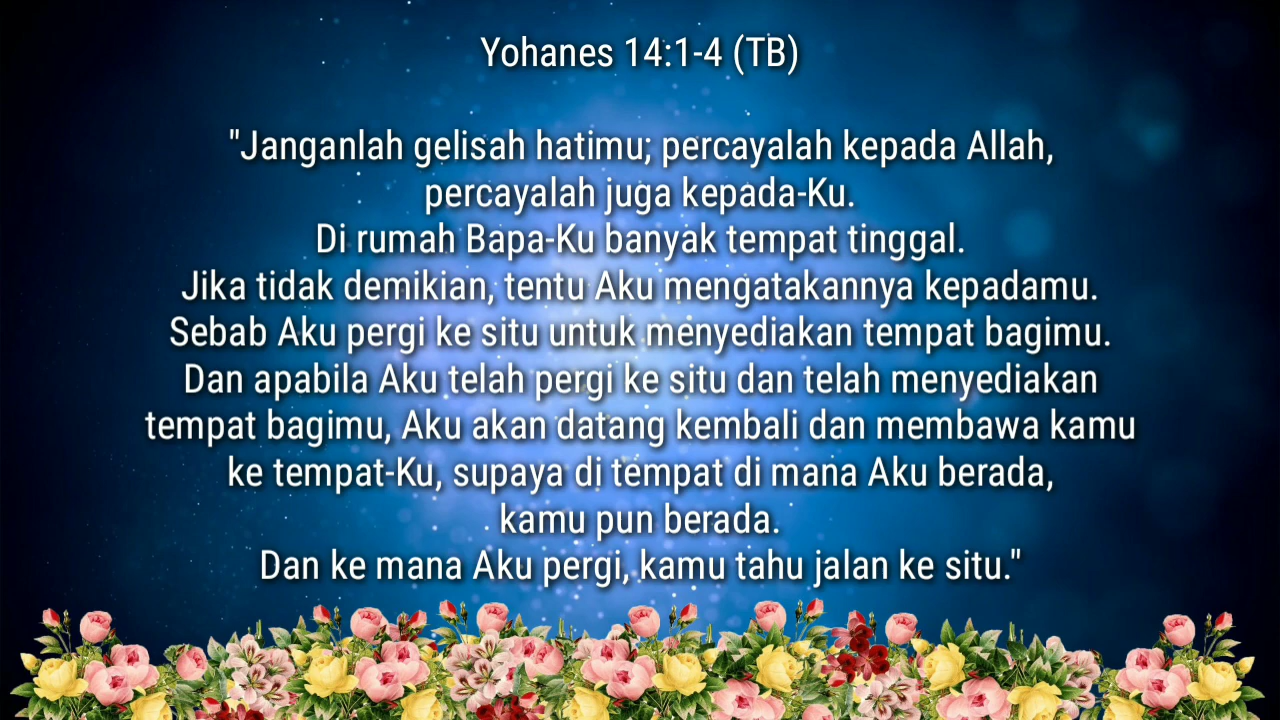 Yohanes 14:1-4 (TB)
"Janganlah gelisah hatimu; percayalah kepada Allah,
percayalah juga kepada-Ku.
Di rumah Bapa-Ku banyak tempat tinggal.
Jika tidak demikian, tentu Aku mengatakannya kepadamu.
Sebab Aku pergi ke situ untuk menyediakan tempat bagimu.
Dan apabila Aku telah pergi ke situ dan telah menyediakan
tempat bagimu, Aku akan datang kembali dan membawa kamu
ke tempat-Ku, supaya di tempat di mana Aku berada,
kamu pun berada.
Dan ke mana Aku pergi, kamu tahu jalan ke situ."